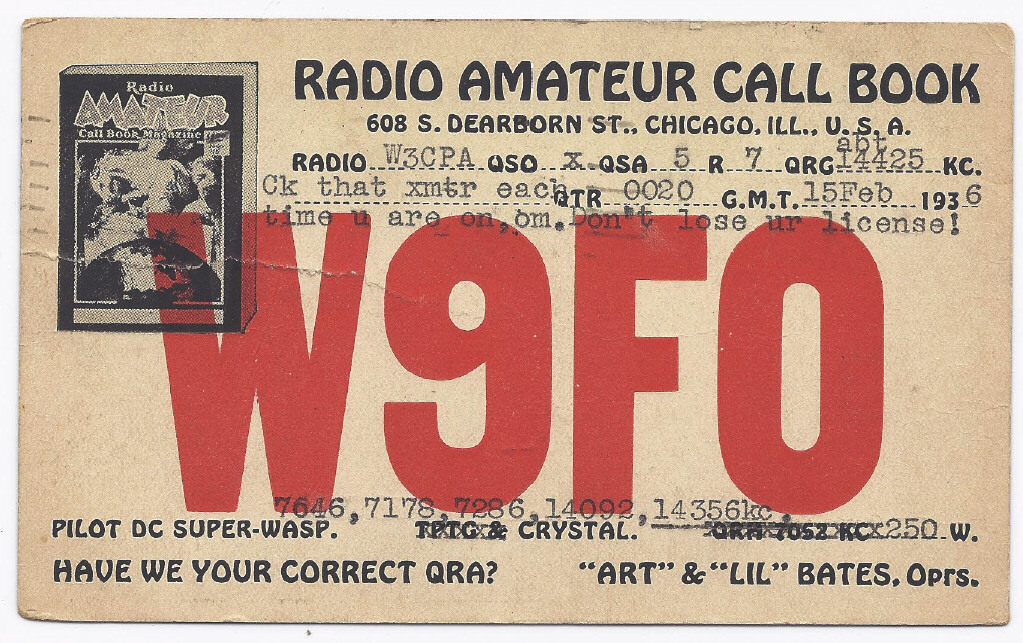 Radio
AMATEUR
Call Book Magazine
RADIO AMATEUR CALL BOOK
608 S. DEARBORN ST., CHICAGO, ILL., U. S. A.
abt
RADIO W3CPA QSO x QSA 5 R 7 QRG 14425 KC.
Ck that xmtr each QTR 0020 G.M.T. 15Feb 1936
time u are on, om. Don't lose ur license!
W9FO
7646,7178,7286,14092,14356kc,
PILOT DC SUPER-WASP. TPTG & CRYSTAL. QRA 7052 KC x250 W.
HAVE WE YOUR CORRECT QRA? "ART" & "LIL" BATES, Oprs.